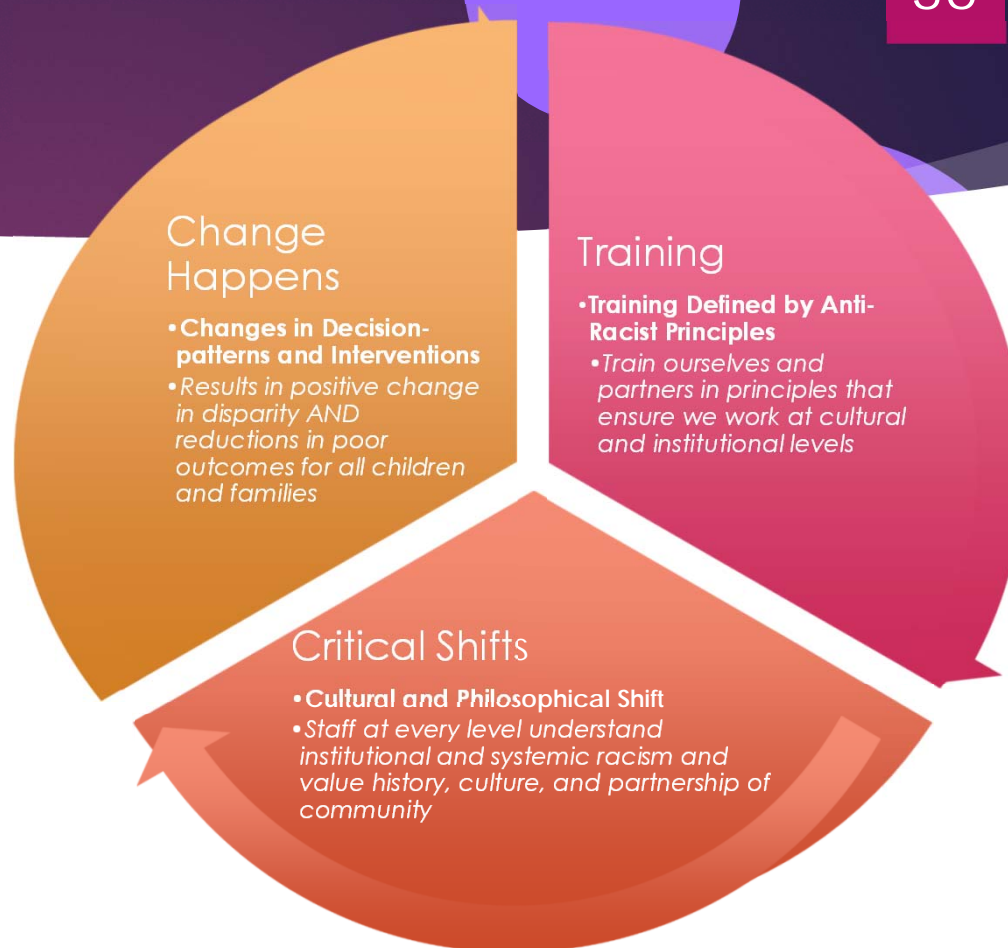 Change
Happens
•Changes in Decision-
patterns and Interventions
•Results in positive change
in disparity AND
reductions in poor
outcomes for all children
and families
Training
•Training Defined by Anti-
Racist Principles
•Train ourselves and
partners in principles that
ensure we work at cultural
and institutional levels
Critical Shifts
•Cultural and Philosophical Shift
•Staff at every level understand
institutional and systemic racism and
value history, culture, and partnership of
community